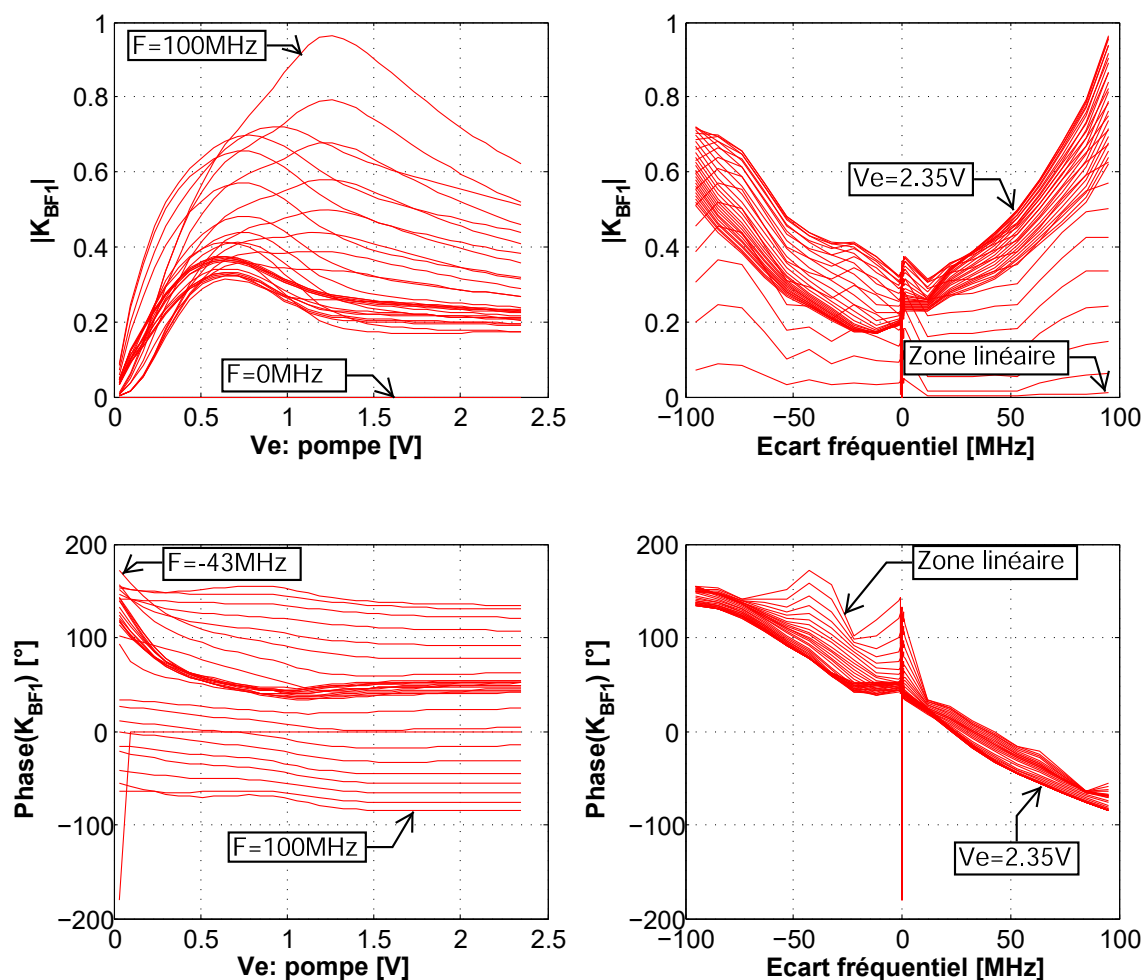 1
0.8
0.6
0.4
0.2
0
0
0.5
1
1.5
2
2.5
|K_BF1|
Ve: pompe [V]
F=100MHz
F=0MHz
1
0.8
0.6
0.4
0.2
0
−100
−50
0
50
100
|K_BF1|
Ecart fréquentiel [MHz]
Ve=2.35V
Zone linéaire
200
100
0
−100
−200
0
0.5
1
1.5
2
2.5
Phase(K_BF1) [°]
Ve: pompe [V]
F=-43MHz
F=100MHz
200
100
0
−100
−200
−100
−50
0
50
100
Phase(K_BF1) [°]
Ecart fréquentiel [MHz]
Zone linéaire
Ve=2.35V